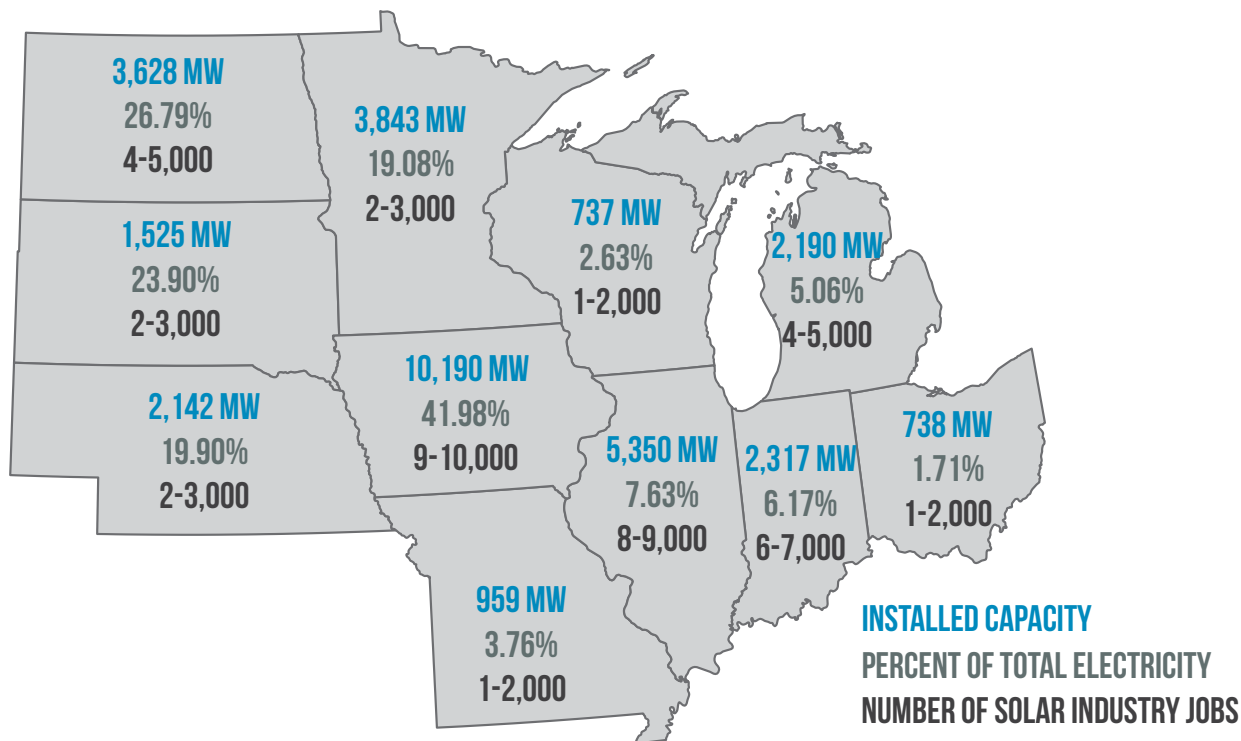 3,628 MW
26.79%
4-5,000
3,843 MW
19.08%
2-3,000
737 MW
2.63%
1-2,000
2,190 MW
5.06%
4-5,000
1,525 MW
23.90%
2-3,000
10,190 MW
41.98%
9-10,000
2,142 MW
19.90%
2-3,000
5,350 MW
7.63%
8-9,000
2,317 MW
6.17%
6-7,000
738 MW
1.71%
1-2,000
959 MW
3.76%
1-2,000
INSTALLED CAPACITY
PERCENT OF TOTAL ELECTRICITY
NUMBER OF SOLAR INDUSTRY JOBS